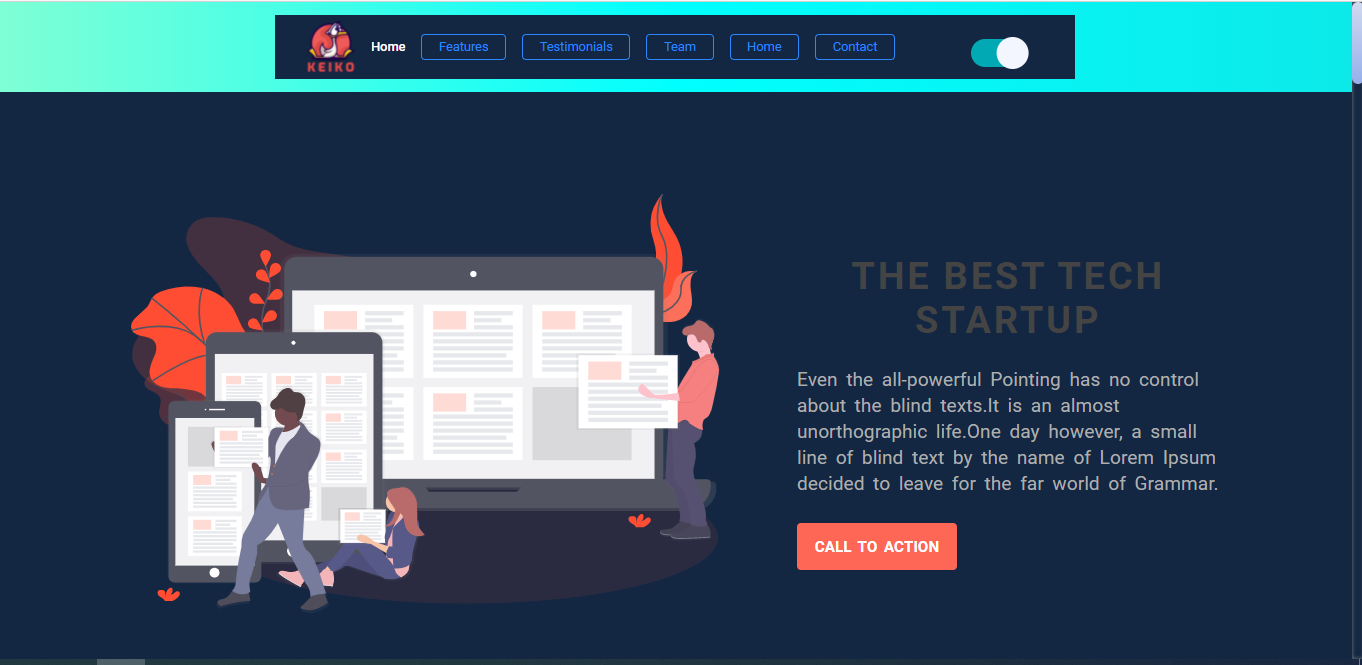 KEIKO
Home Features Testimonials Team Home Contact
THE BEST TECH
STARTUP
Even the all-powerful Pointing has no control
about the blind texts.It is an almost
unorthographic life.One day however, a small
line of blind text by the name of Lorem Ipsum
decided to leave for the far world of Grammar.
CALL TO ACTION